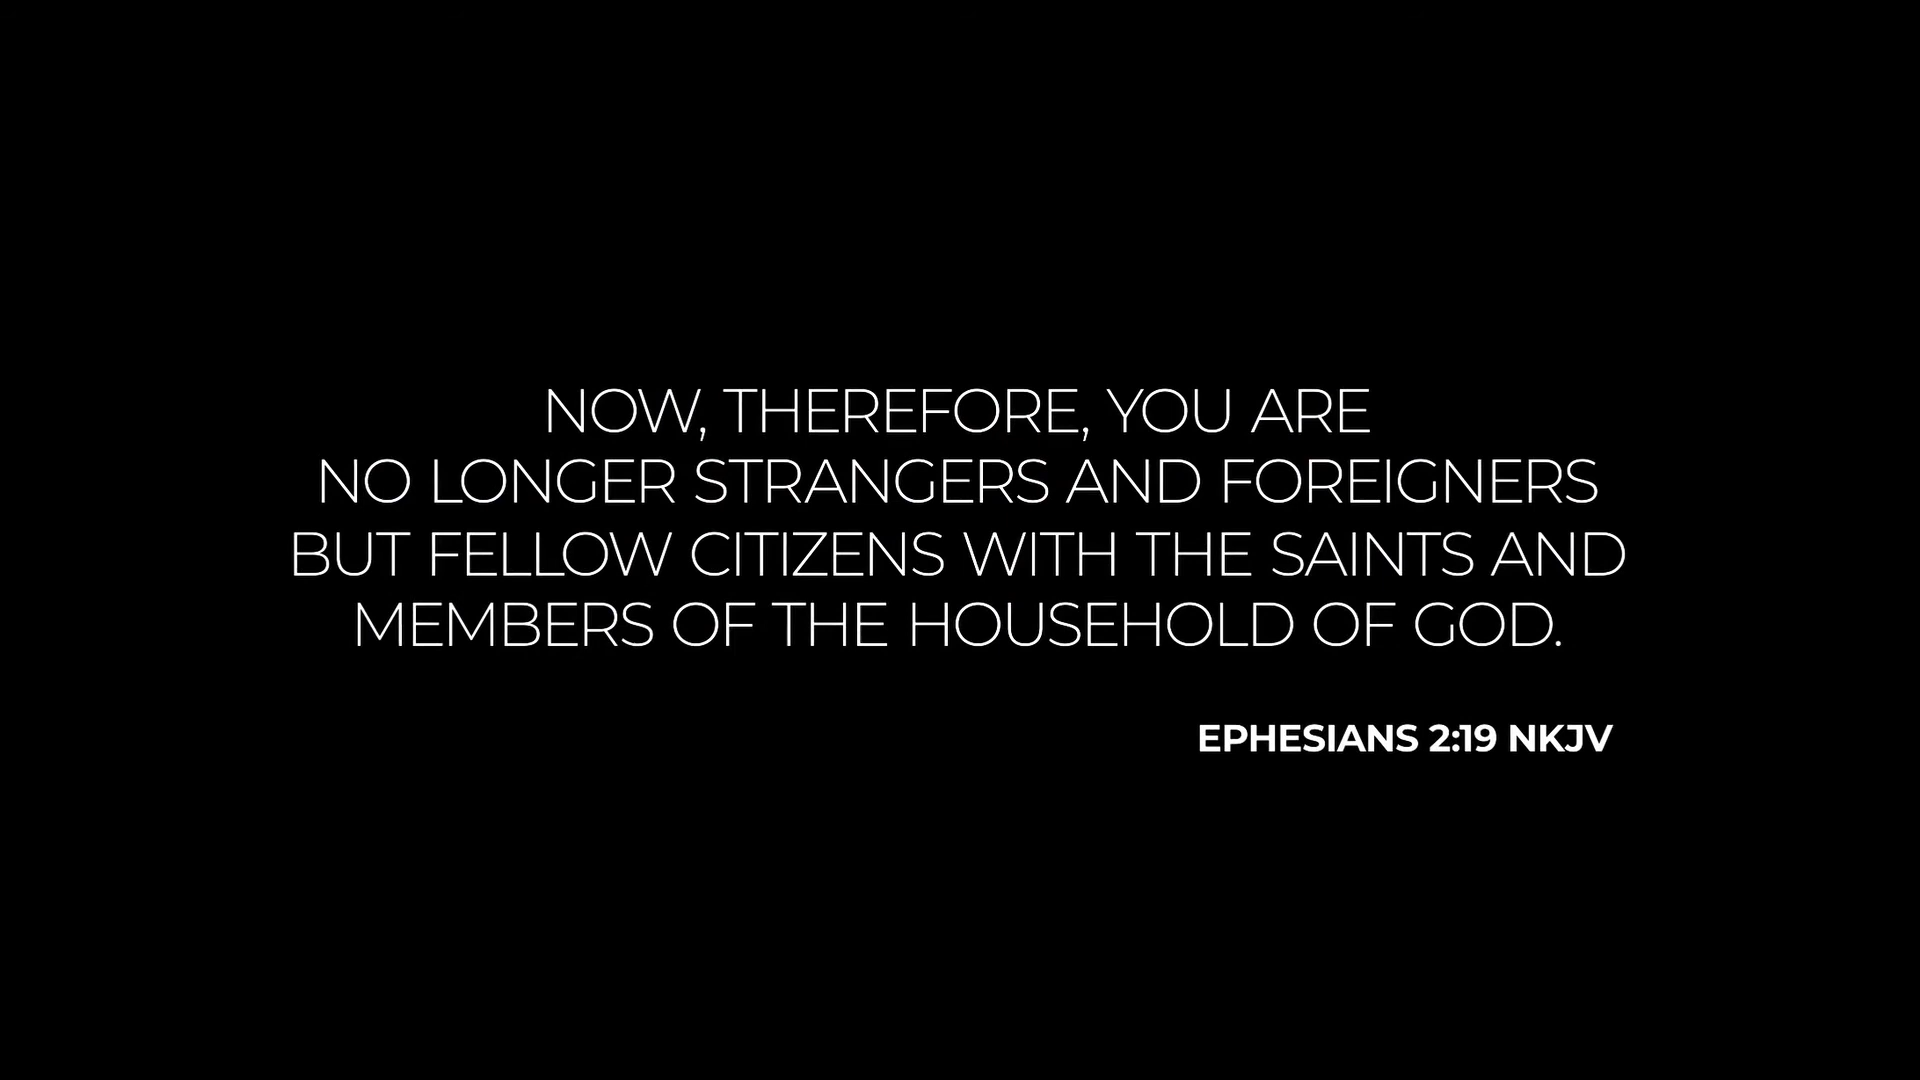 NOW, THEREFORE, YOU ARE
NO LONGER STRANGERS AND FOREIGNERS
BUT FELLOW CITIZENS WITH THE SAINTS AND
MEMBERS OF THE HOUSEHOLD OF GOD.
EPHESIANS 2:19 NKJV